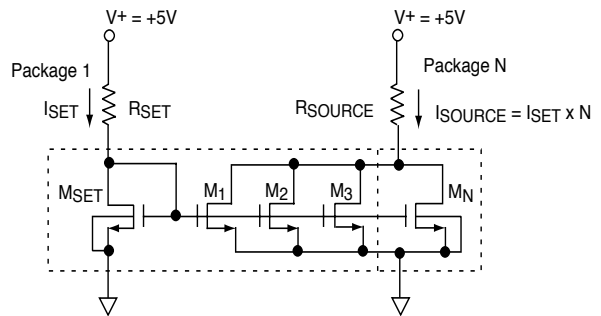 V+ = +5V
V+ = +5V
Package 1
Package N
ISET
RSET
RSOURCE
ISOURCE = ISET x N
MSET
M1
M2
M3
MN